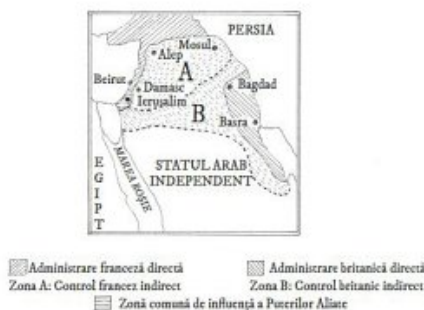 PERSIA
Mosul
Alep
A
Beirut
Damasc
Bagdad
Ierușalim
B
Basra
STATUL ARAB
INDEPENDENT
EGIPT
MAREA ROȘIE
Administrare franceză directă
Administrare britanică directă
Zona A: Control francez indirect
Zona B: Control britanic indirect
Zonă comună de influență a Puterilor Aliate